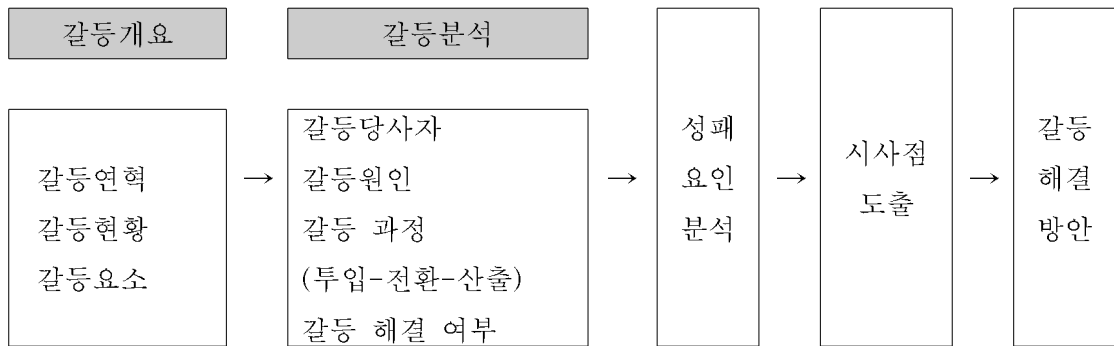 갈등개요
갈등연혁
갈등현황
갈등요소
→
갈등분석
갈등당사자
갈등원인
갈등 과정
(투입-전환-산출)
갈등 해결 여부
→
성패
요인
분석
→
시사점
도출
→
갈등
해결
방안